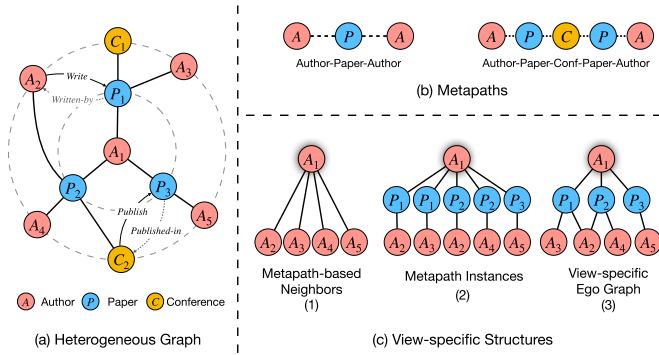 C1
A2
A3
Write
Written-by
P1
A1
P2
P3
Publish
Published-in
A4
A5
C2
A Author P Paper C Conference
(a) Heterogeneous Graph
A P A
Author-Paper-Author
A P C P A
Author-Paper-Conf-Paper-Author
(b) Metapaths
A1
A2 A3 A4 A5
Metapath-based
Neighbors
(1)
A1
P1 P1 P2 P2 P3
A2 A3 A2 A4 A5
Metapath Instances
(2)
A1
P1 P2 P3
A3 A2 A4 A5
View-specific
Ego Graph
(3)
(c) View-specific Structures